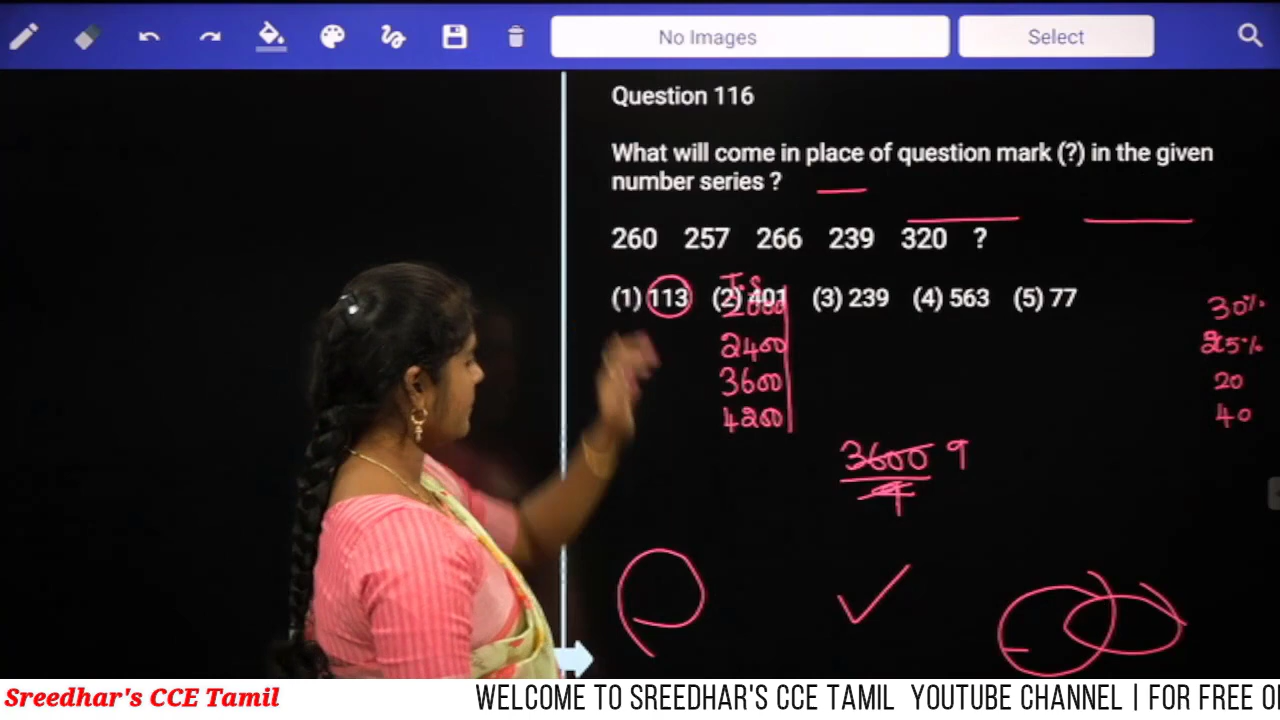 No Images
Select
Question 116
What will come in place of question mark (?) in the given
number series ?
260 257 266 239 320 ?
(1) 113 (2) 401 (3) 239 (4) 563 (5) 77
T.S
2000
2400
3600
4200
30%
25%
20
40
3600 9
4
Sreedhar's CCE Tamil
WELCOME TO SREEDHAR'S CCE TAMIL YOUTUBE CHANNEL | FOR FREE O